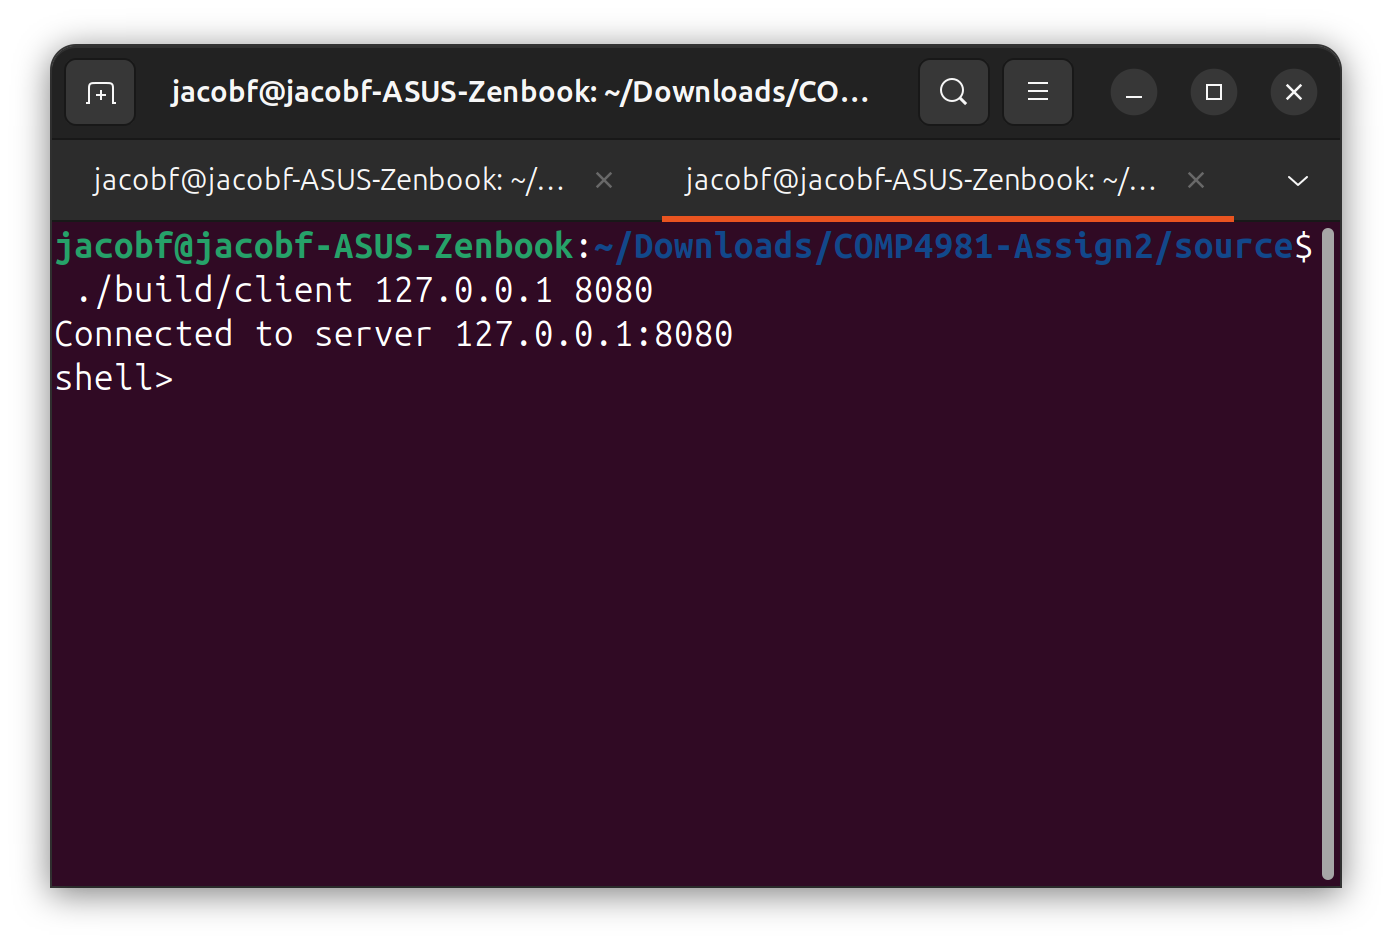 jacobf@jacobf-ASUS-Zenbook: ~/Downloads/CO...
jacobf@jacobf-ASUS-Zenbook: ~/...
jacobf@jacobf-ASUS-Zenbook: ~/...
jacobf@jacobf-ASUS-Zenbook:~/Downloads/COMP4981-Assign2/source$
./build/client 127.0.0.1 8080
Connected to server 127.0.0.1:8080
shell>